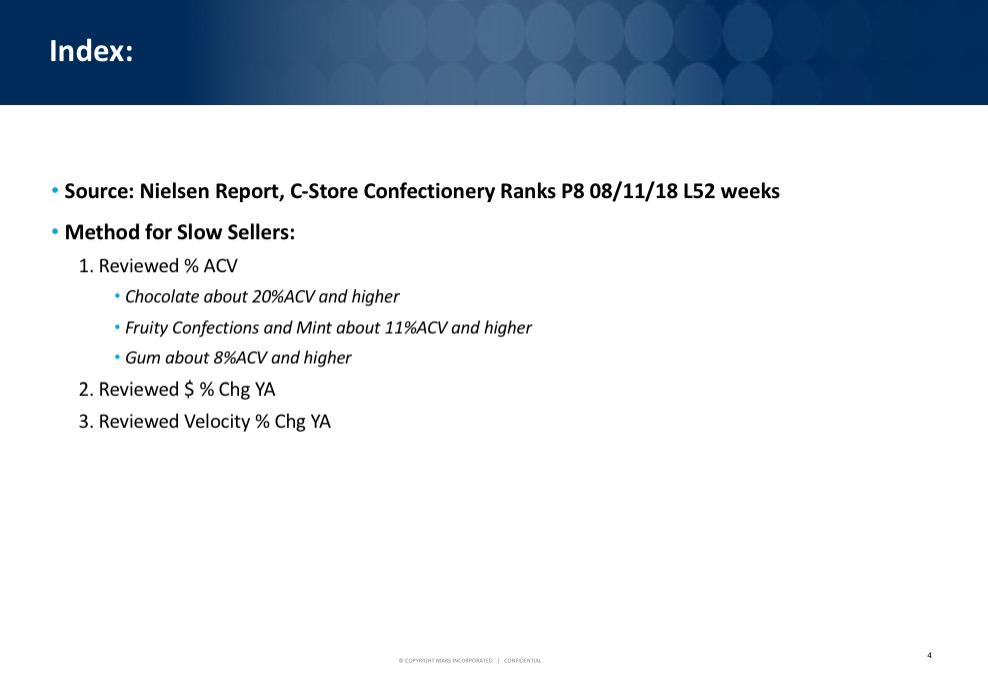 Index:
• Source: Nielsen Report, C-Store Confectionery Ranks P8 08/11/18 L52 weeks
• Method for Slow Sellers:
1. Reviewed % ACV
• Chocolate about 20%ACV and higher
• Fruity Confections and Mint about 11%ACV and higher
• Gum about 8%ACV and higher
2. Reviewed $ % Chg YA
3. Reviewed Velocity % Chg YA
© COPYRIGHT MARS INCORPORATED | CONFIDENTIAL
4